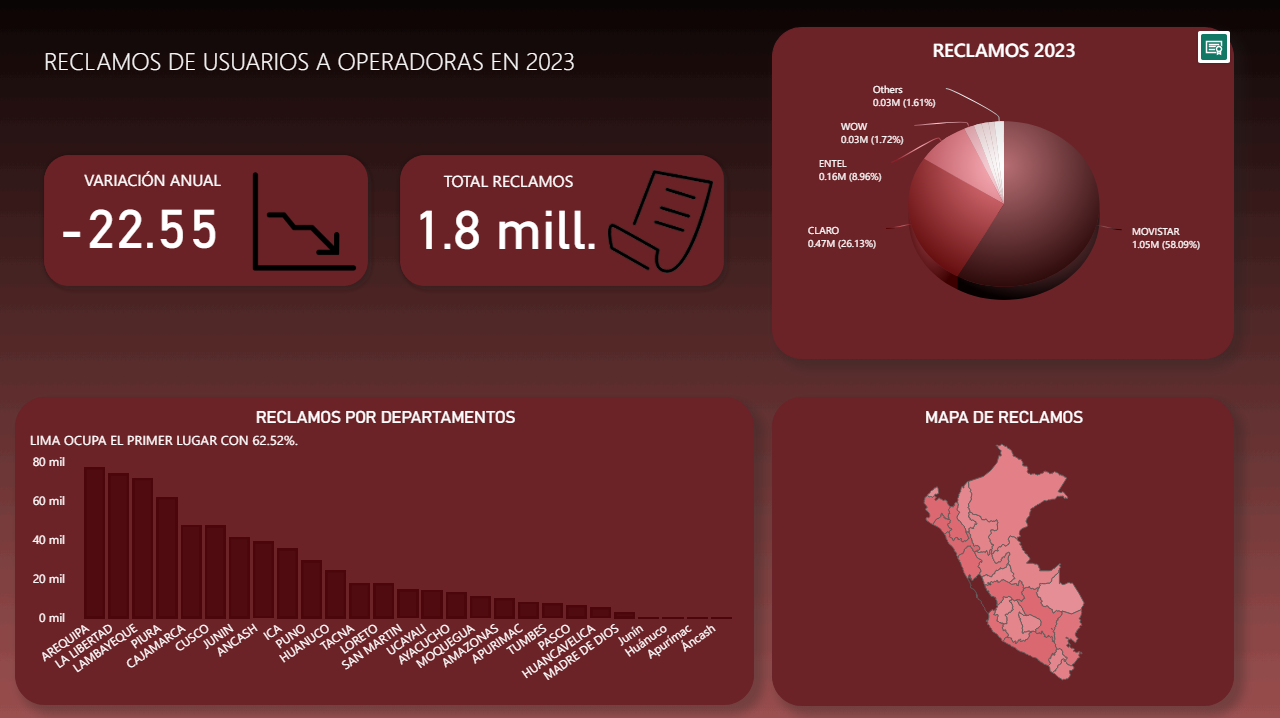 RECLAMOS DE USUARIOS A OPERADORAS EN 2023
VARIACIÓN ANUAL
-22.55
TOTAL RECLAMOS
1.8 mill.
RECLAMOS 2023
Others
0.03M (1.61%)
WOW
0.03M (1.72%)
ENTEL
0.16M (8.96%)
CLARO
0.47M (26.13%)
MOVISTAR
1.05M (58.09%)
RECLAMOS POR DEPARTAMENTOS
LIMA OCUPA EL PRIMER LUGAR CON 62.52%.
80 mil
60 mil
40 mil
20 mil
0 mil
AREQUIPA
LA LIBERTAD
LAMBAYEQUE
PIURA
CAJAMARCA
CUSCO
JUNIN
ANCASH
ICA
PUNO
HUANUCO
TACNA
LORETO
SAN MARTIN
UCAYALI
AYACUCHO
MOQUEGUA
AMAZONAS
APURIMAC
TUMBES
PASCO
HUANCAVELICA
MADRE DE DIOS
Junín
Huánuco
Apurímac
Áncash
MAPA DE RECLAMOS